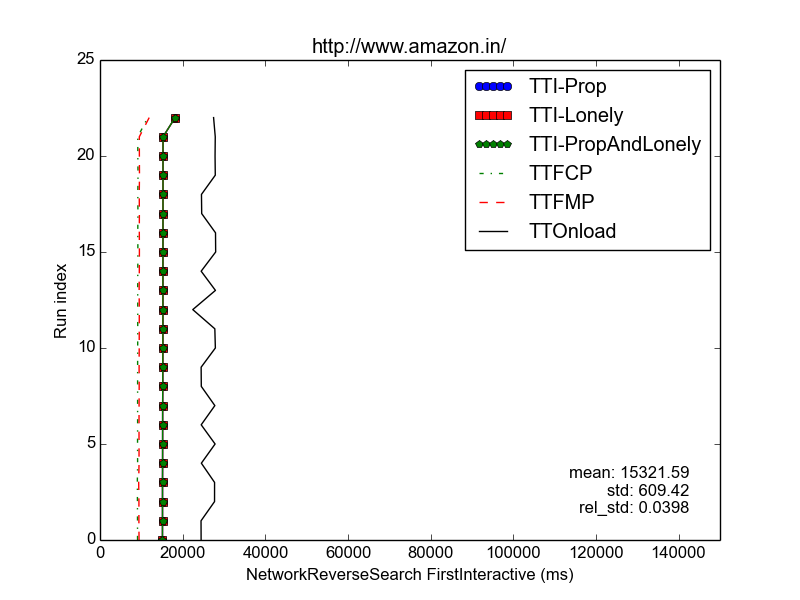 http://www.amazon.in/
25
20
15
10
5
0
Run index
TTI-Prop
TTI-Lonely
TTI-PropAndLonely
TTFCP
TTFMP
TTOnload
mean: 15321.59
std: 609.42
rel_std: 0.0398
0 20000 40000 60000 80000 100000 120000 140000
NetworkReverseSearch FirstInteractive (ms)